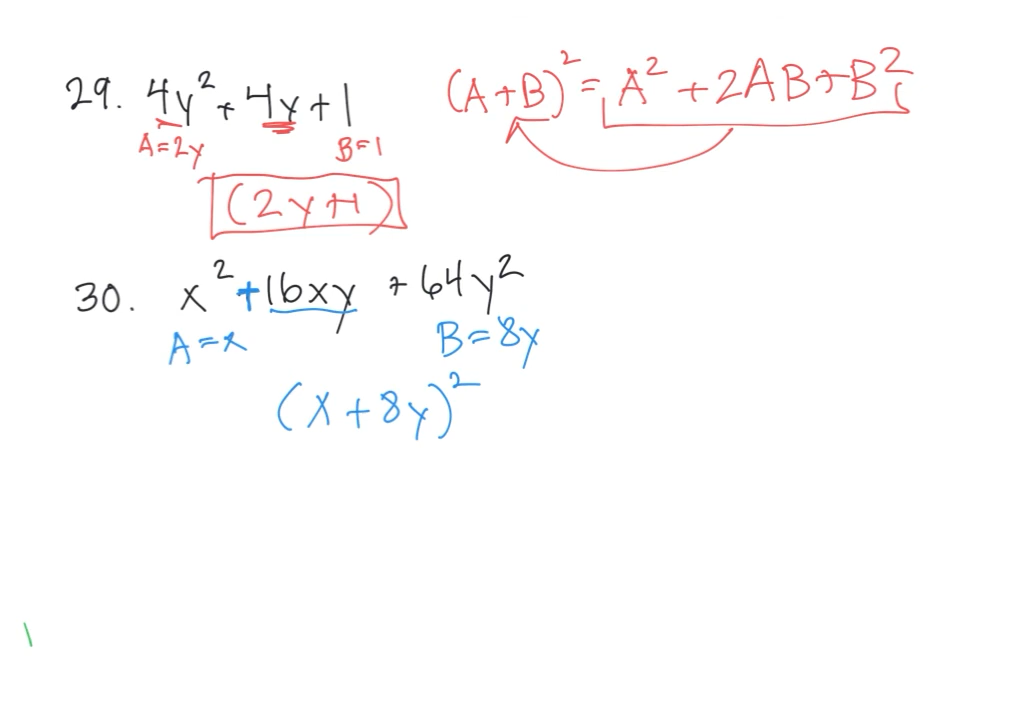 29. 4y² + 4y + 1 (A+B)² = A² + 2AB + B²
A=2y B=1
(2y+1)
30. x² + 16xy + 64y²
A=x B=8y
(x+8y)²